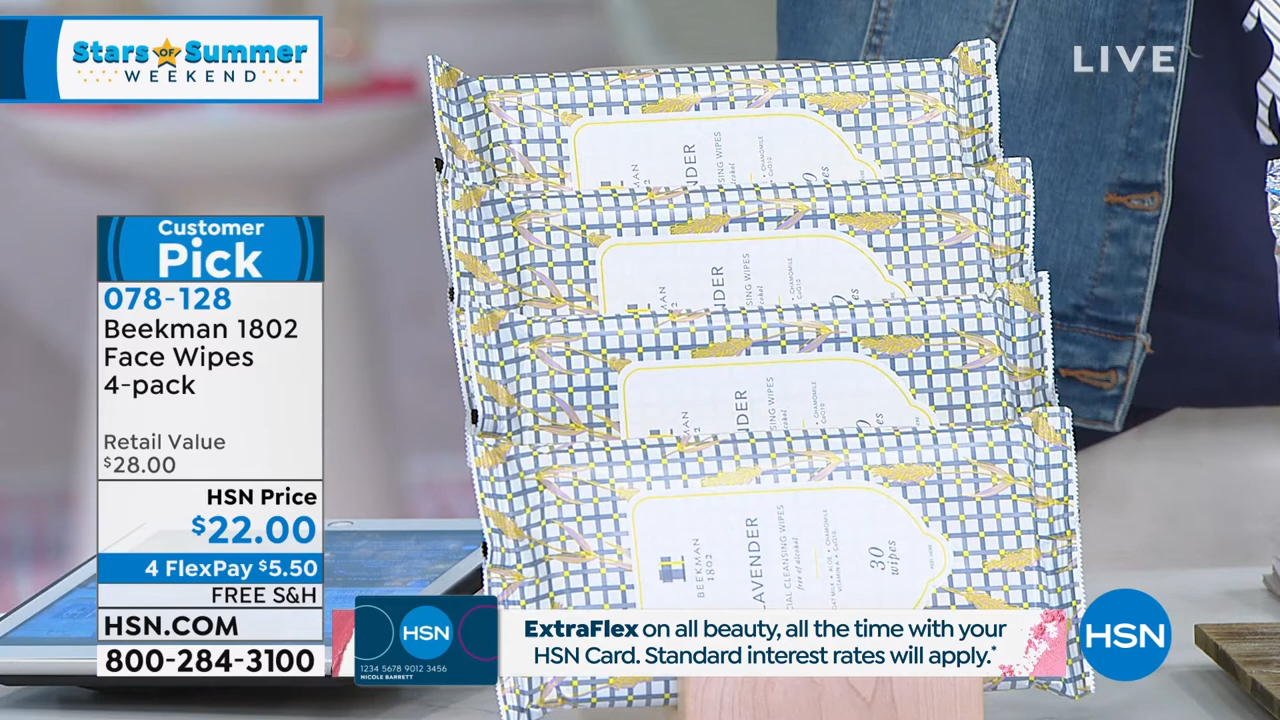 Stars OF Summer
WEEKEND
LIVE
Customer
Pick
078-128
Beekman 1802
Face Wipes
4-pack
Retail Value
$28.00
HSN Price
$22.00
4 FlexPay $5.50
FREE S&H
HSN.COM
800-284-3100
HSN
1234 5678 9012 3456
NICOLE BARRETT
ExtraFlex on all beauty, all the time with your
HSN Card. Standard interest rates will apply.*
HSN
BEEKMAN
1802
LAVENDER
CLEANSING WIPES
free of alcohol
30
wipes